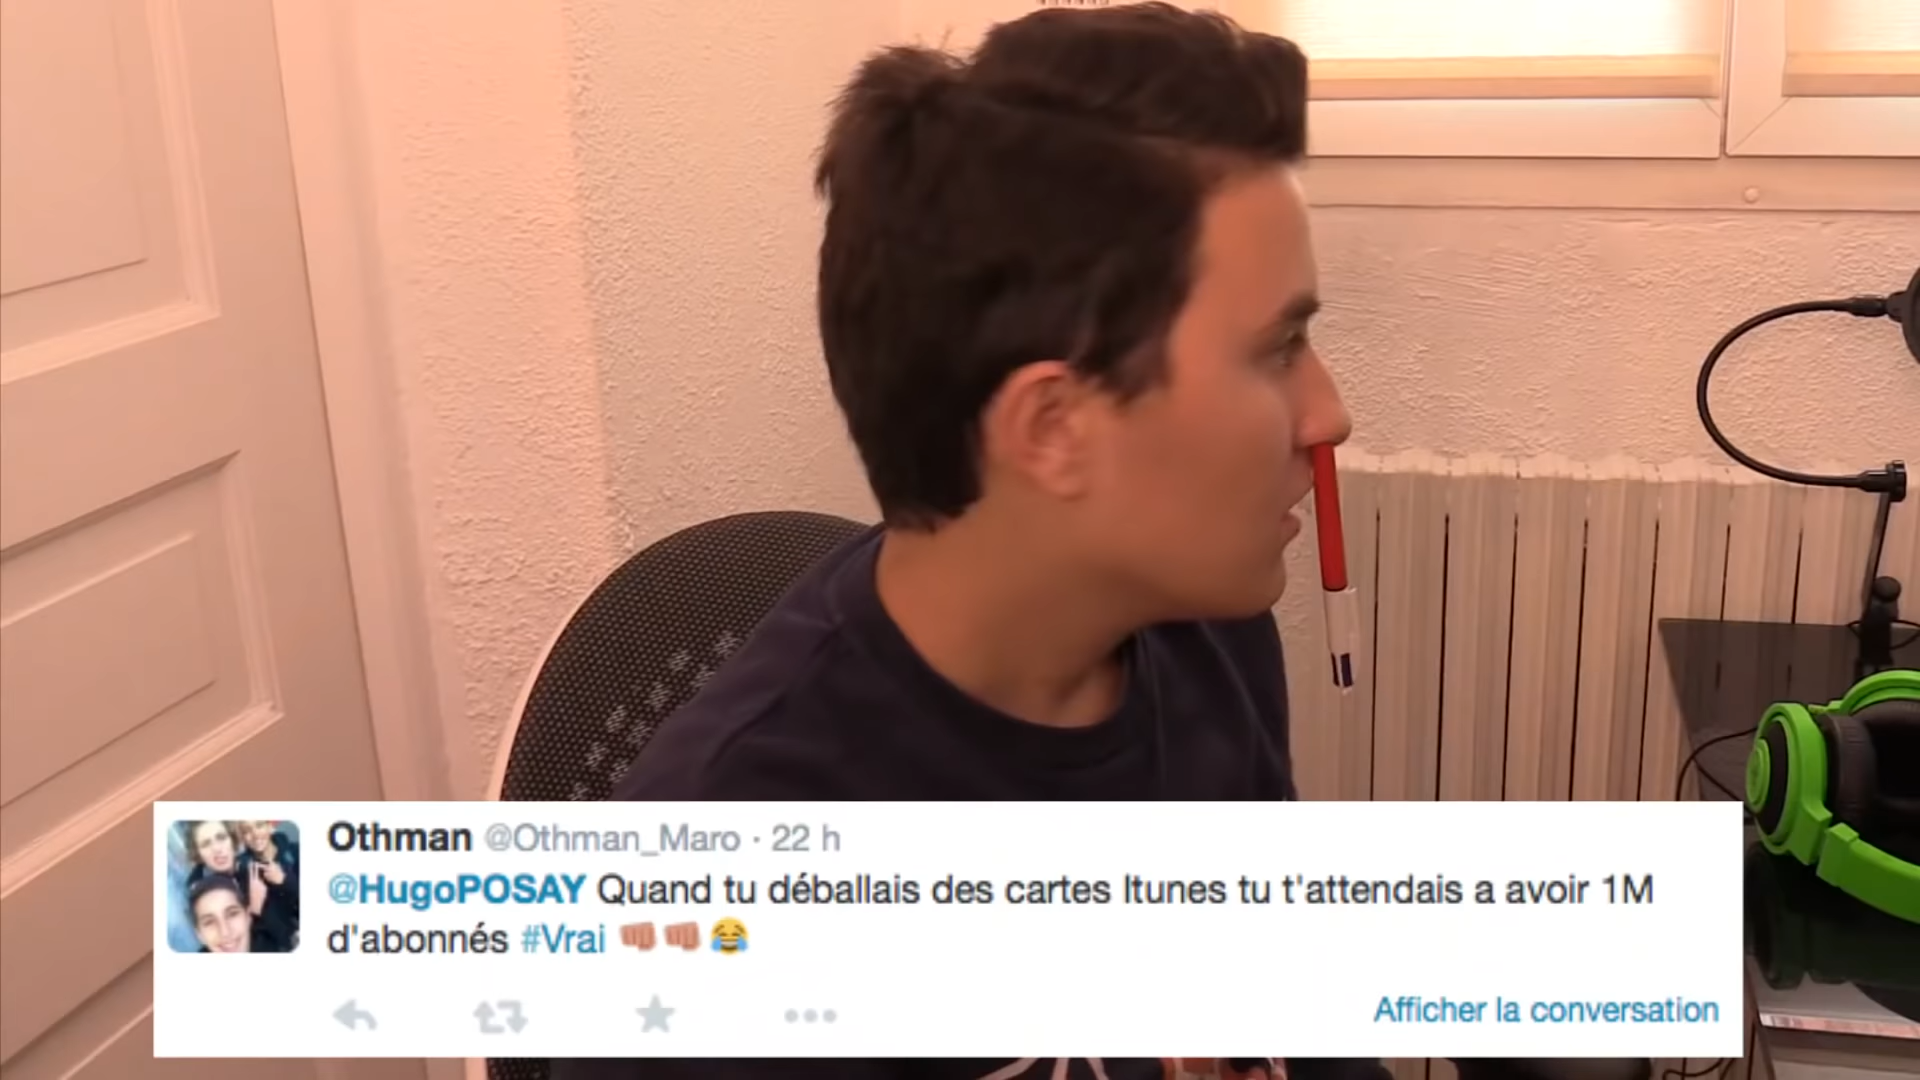 Othman @Othman_Maro · 22 h
@HugoPOSAY Quand tu déballais des cartes Itunes tu t'attendais a avoir 1M
d'abonnés #Vrai 👊👊😂
Afficher la conversation